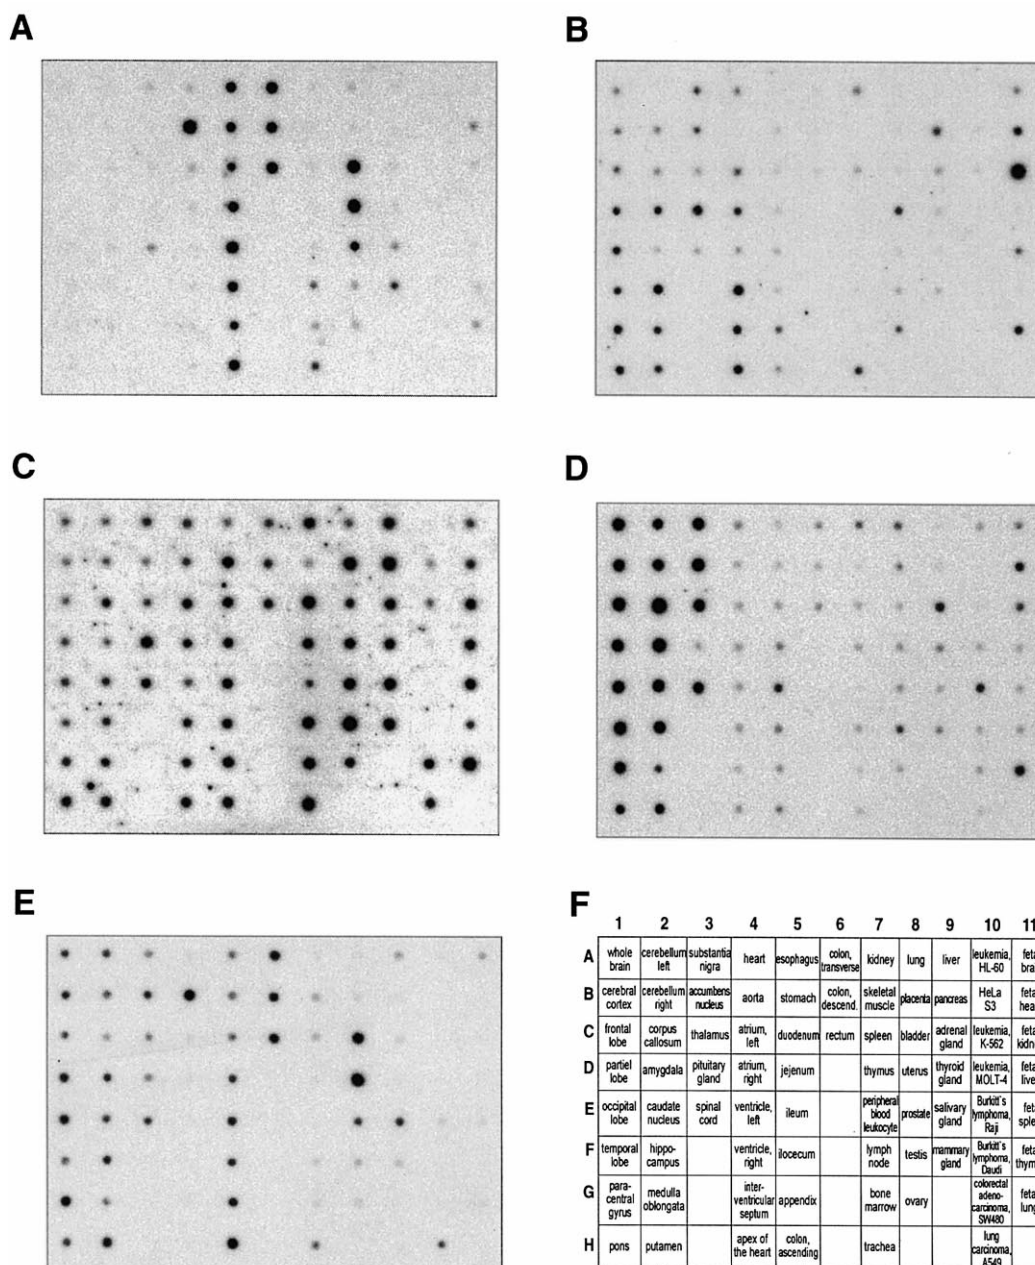 A
B
C
D
E
F
1 2 3 4 5 6 7 8 9 10 11
A
whole brain
cerebellum left
substantia nigra
heart
esophagus
colon, transverse
kidney
lung
liver
leukemia, HL-60
B
cerebral cortex
cerebellum right
accumbens nucleus
aorta
stomach
colon, descend.
skeletal muscle
placenta
pancreas
HeLa S3
C
frontal lobe
corpus callosum
thalamus
atrium, left
duodenum
rectum
spleen
bladder
adrenal gland
leukemia, K-562
D
partiel lobe
amygdala
pituitary gland
atrium, right
jejenum
thymus
uterus
thyroid gland
leukemia, MOLT-4
E
occipital lobe
caudate nucleus
spinal cord
ventricle, left
ileum
peripheral blood leukocyte
prostate
salivary gland
Burkitt's lymphoma, Raji
F
temporal lobe
hippo-
campus
ventricle, right
ilocecum
lymph node
testis
mammary gland
Burkitt's lymphoma, Daudi
G
para-
central gyrus
medulla oblongata
inter-
ventricular septum
appendix
bone marrow
ovary
colorectal adeno-
carcinoma, SW480
H
pons
putamen
apex of the heart
colon, ascending
trachea
lung carcinoma, A549